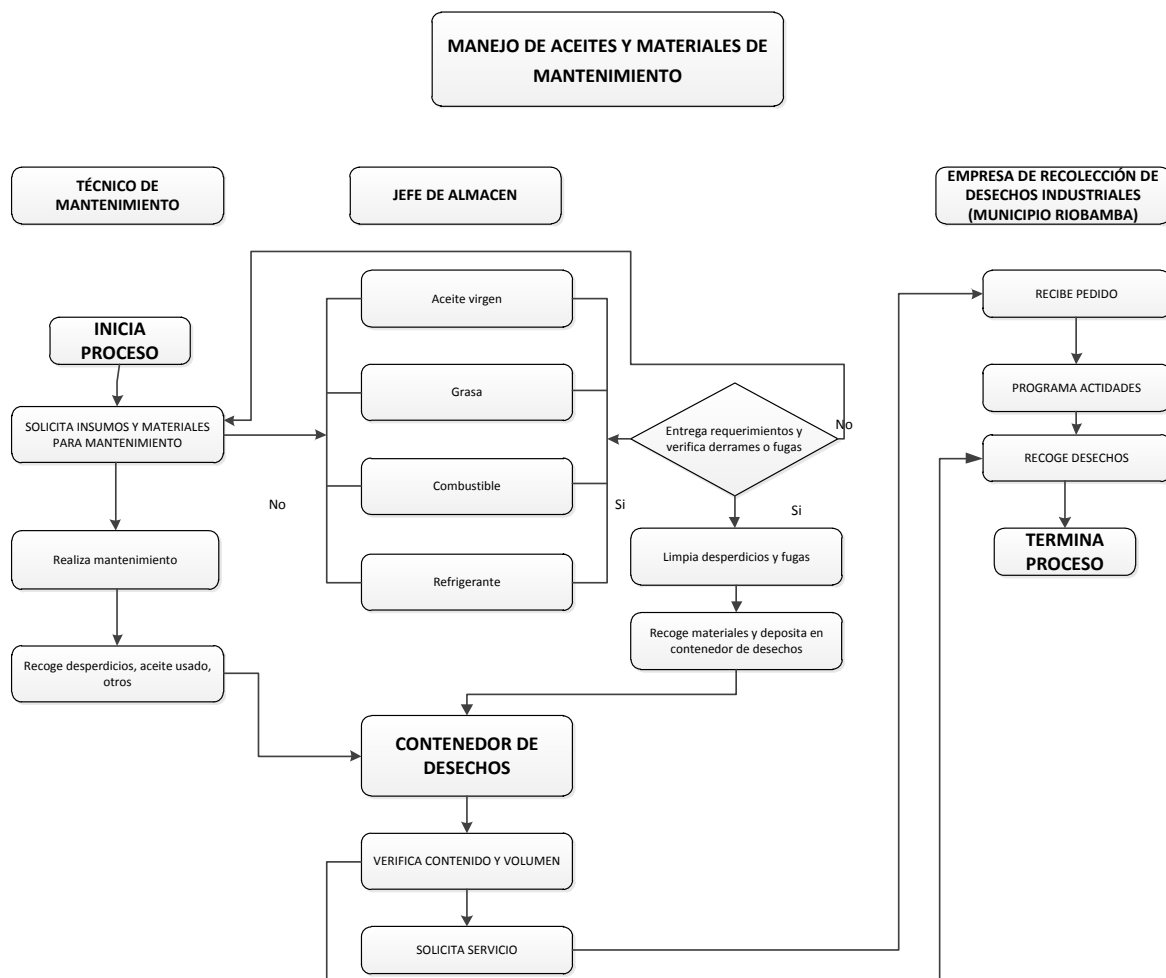 MANEJO DE ACEITES Y MATERIALES DE
MANTENIMIENTO
TÉCNICO DE
MANTENIMIENTO
JEFE DE ALMACEN
EMPRESA DE RECOLECCIÓN DE
DESECHOS INDUSTRIALES
(MUNICIPIO RIOBAMBA)
INICIA
PROCESO
SOLICITA INSUMOS Y MATERIALES
PARA MANTENIMIENTO
Realiza mantenimiento
Recoge desperdicios, aceite usado,
otros
No
Aceite virgen
Grasa
Combustible
Refrigerante
Si
Entrega requerimientos y
verifica derrames o fugas
No
Si
Limpia desperdicios y fugas
Recoge materiales y deposita en
contenedor de desechos
CONTENEDOR DE
DESECHOS
VERIFICA CONTENIDO Y VOLUMEN
SOLICITA SERVICIO
RECIBE PEDIDO
PROGRAMA ACTIDADES
RECOGE DESECHOS
TERMINA
PROCESO